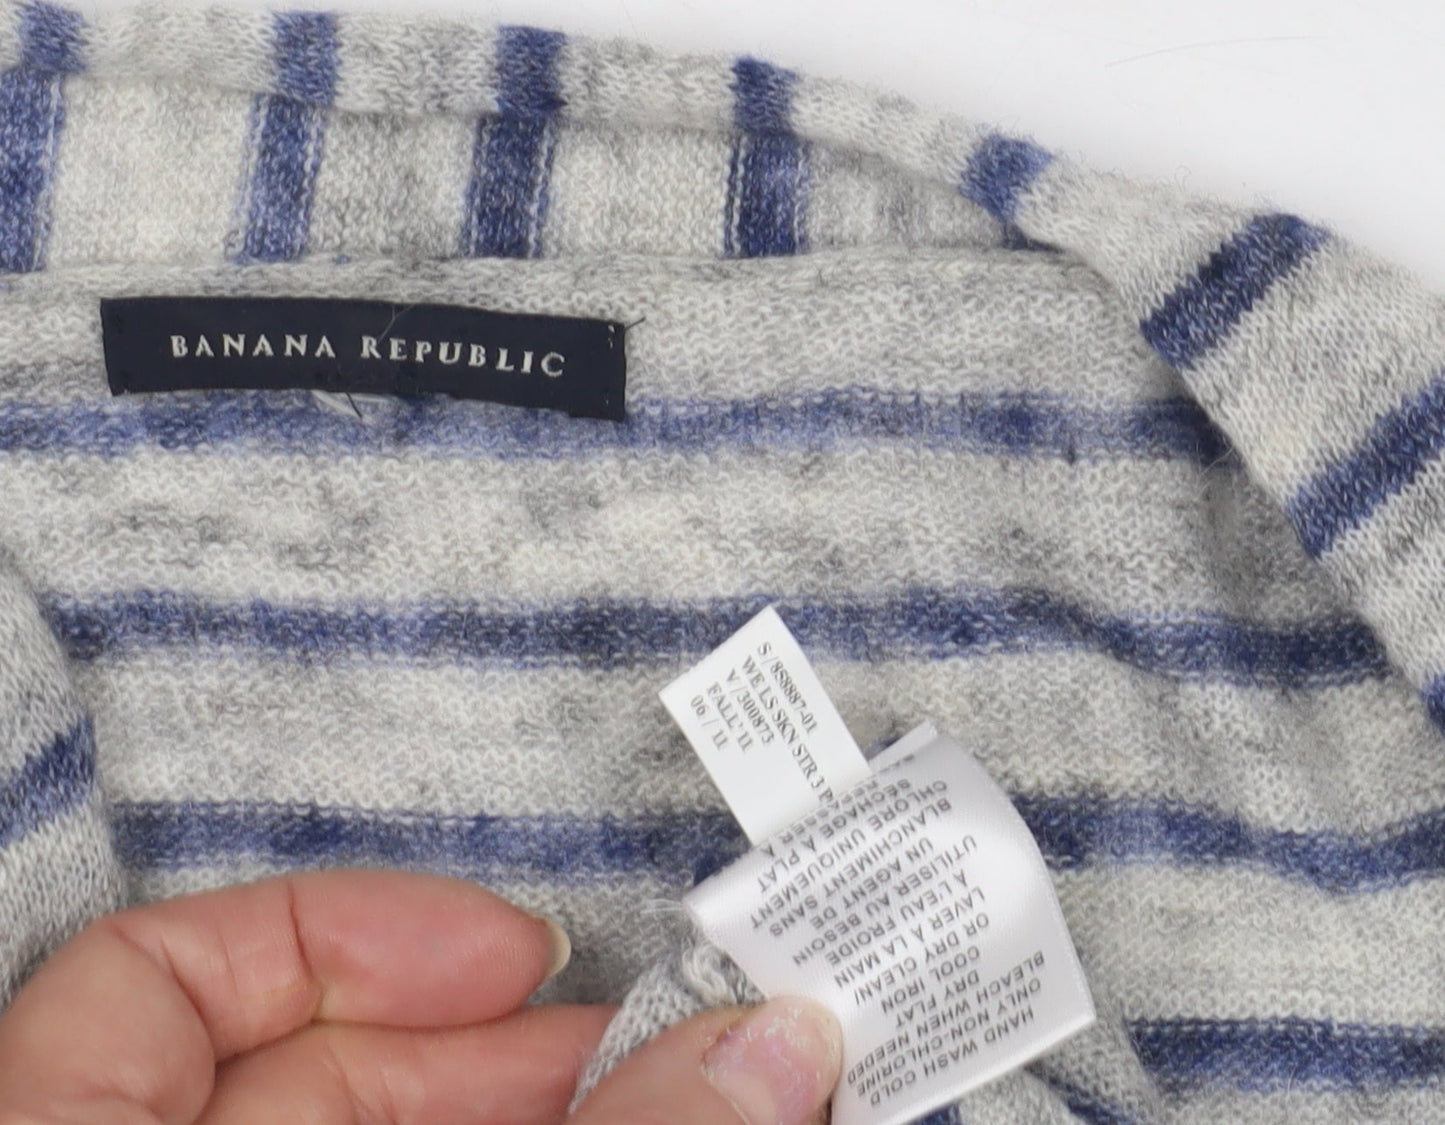 BANANA REPUBLIC
S/858887-01
WE LS SKN STR 3
V/300873
FALL'11
06/11
HAND WASH COLD
ONLY NON-CHLORINE
BLEACH WHEN NEEDED
DRY FLAT
COOL IRON
OR DRY CLEAN/
LAVER À LA MAIN
À L'EAU FROIDE
UTILISER AU BESOIN
UN AGENT DE
BLANCHIMENT SANS
CHLORE UNIQUEMENT
SÉCHAGE À PLAT